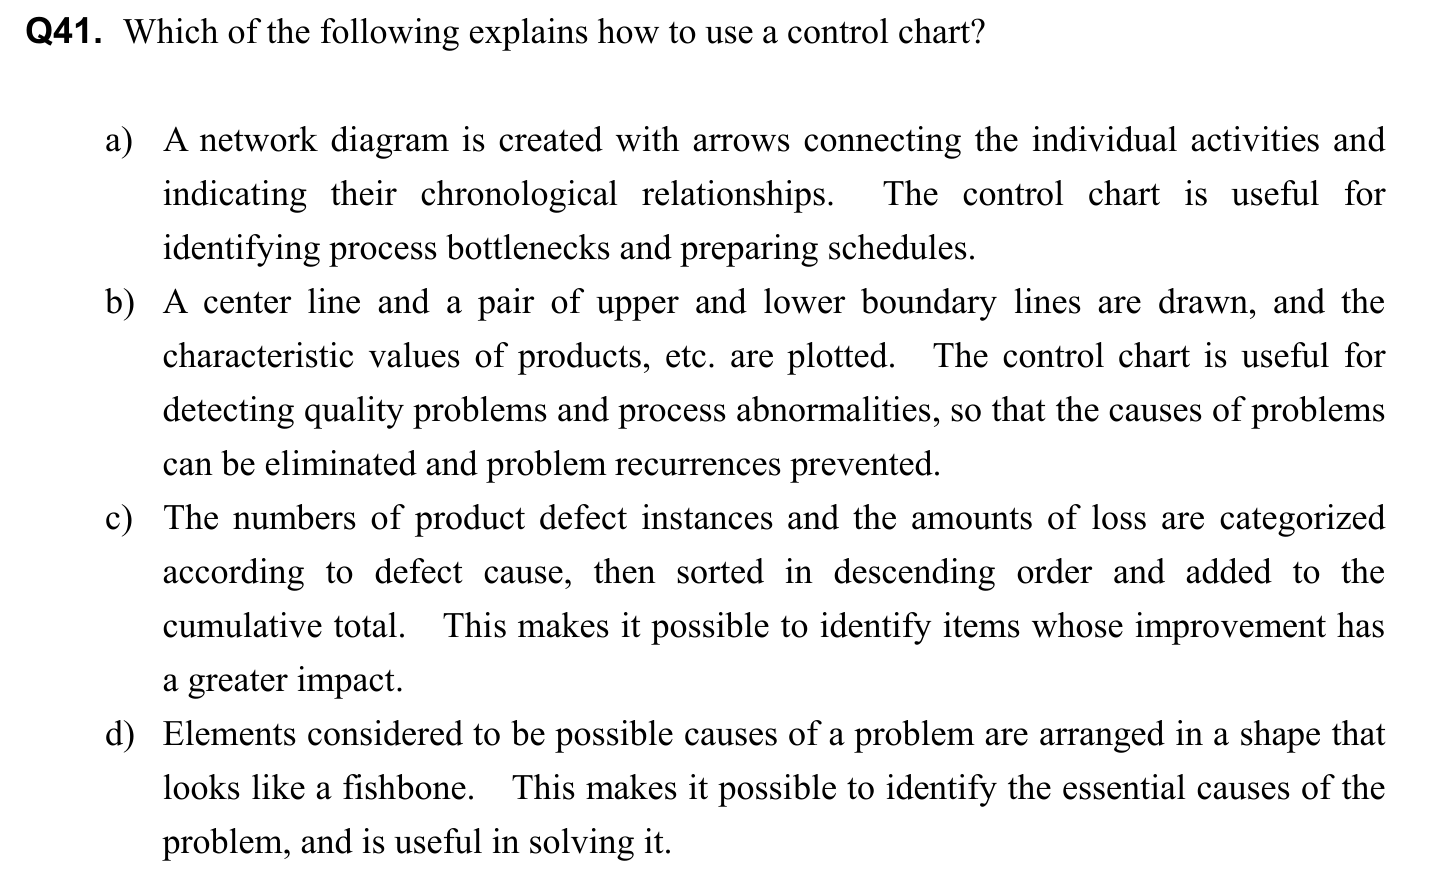 Q41. Which of the following explains how to use a control chart?
a) A network diagram is created with arrows connecting the individual activities and
indicating their chronological relationships. The control chart is useful for
identifying process bottlenecks and preparing schedules.
b) A center line and a pair of upper and lower boundary lines are drawn, and the
characteristic values of products, etc. are plotted. The control chart is useful for
detecting quality problems and process abnormalities, so that the causes of problems
can be eliminated and problem recurrences prevented.
c) The numbers of product defect instances and the amounts of loss are categorized
according to defect cause, then sorted in descending order and added to the
cumulative total. This makes it possible to identify items whose improvement has
a greater impact.
d) Elements considered to be possible causes of a problem are arranged in a shape that
looks like a fishbone. This makes it possible to identify the essential causes of the
problem, and is useful in solving it.